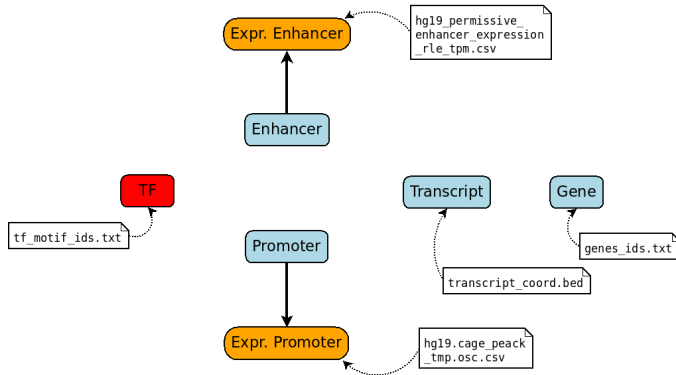 Expr. Enhancer
hg19_permissive_
enhancer_expression
_rle_tpm.csv
Enhancer
TF
Transcript
Gene
tf_motif_ids.txt
Promoter
genes_ids.txt
transcript_coord.bed
Expr. Promoter
hg19.cage_peack
_tmp.osc.csv